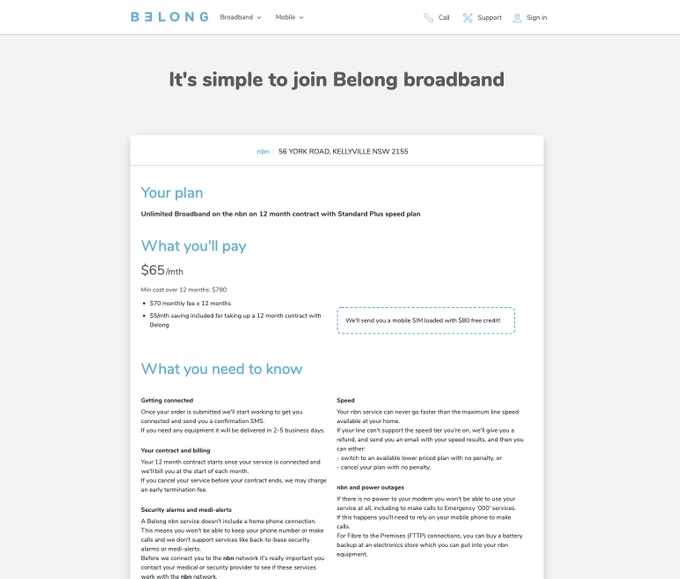 BELONG Broadband Mobile Call Support Sign in
It's simple to join Belong broadband
nbn 56 YORK ROAD, KELLYVILLE NSW 2155
Your plan
Unlimited Broadband on the nbn on 12 month contract with Standard Plus speed plan
What you'll pay
$65 /mth
Min cost over 12 months: $780
• $70 monthly fee x 12 months
• $5/mth saving included for taking up a 12 month contract with
Belong
We'll send you a mobile SIM loaded with $80 free credit!
What you need to know
Getting connected
Once your order is submitted we'll start working to get you
connected and send you a confirmation SMS.
If you need any equipment it will be delivered in 2-5 business days.
Your contract and billing
Your 12 month contract starts once your service is connected and
we'll bill you at the start of each month.
If you cancel your service before your contract ends, we may charge
an early termination fee.
Security alarms and medi-alerts
A Belong nbn service doesn't include a home phone connection.
This means you won't be able to keep your phone number or make
calls and we don't support services like back-to-base security
alarms or medi-alerts.
Before we connect you to the nbn network it's really important you
contact your medical or security provider to see if these services
work with the nbn network.
Speed
Your nbn service can never go faster than the maximum line speed
available at your home.
If your line can't support the speed tier you're on, we'll give you a
refund, and send you an email with your speed results, and then you
can either:
- switch to an available lower priced plan with no penalty, or
- cancel your plan with no penalty.
nbn and power outages
If there is no power to your modem you won't be able to use your
service at all, including to make calls to Emergency '000' services.
If this happens you'll need to rely on your mobile phone to make
calls.
For Fibre to the Premises (FTTP) connections, you can buy a battery
backup at an electronics store which you can put into your nbn
equipment.